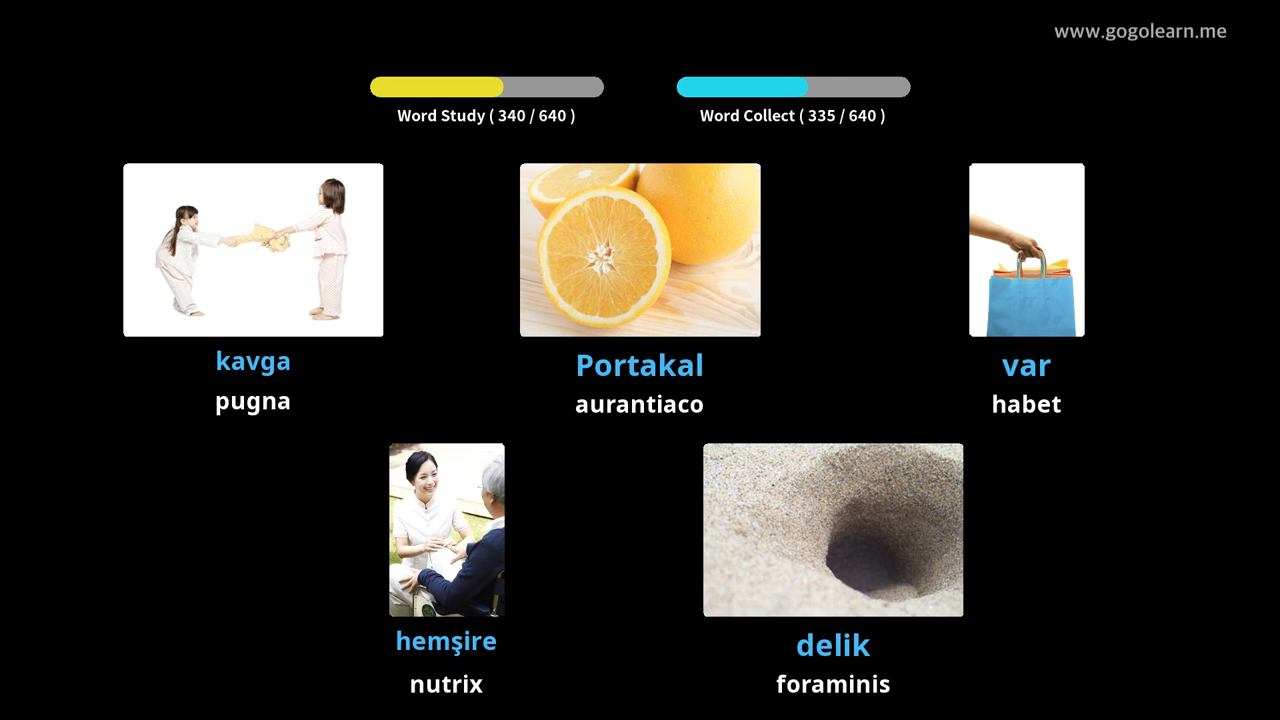 www.gogolearn.me
Word Study ( 340 / 640 )
Word Collect ( 335 / 640 )
kavga
pugna
Portakal
aurantiaco
var
habet
hemşire
nutrix
delik
foraminis